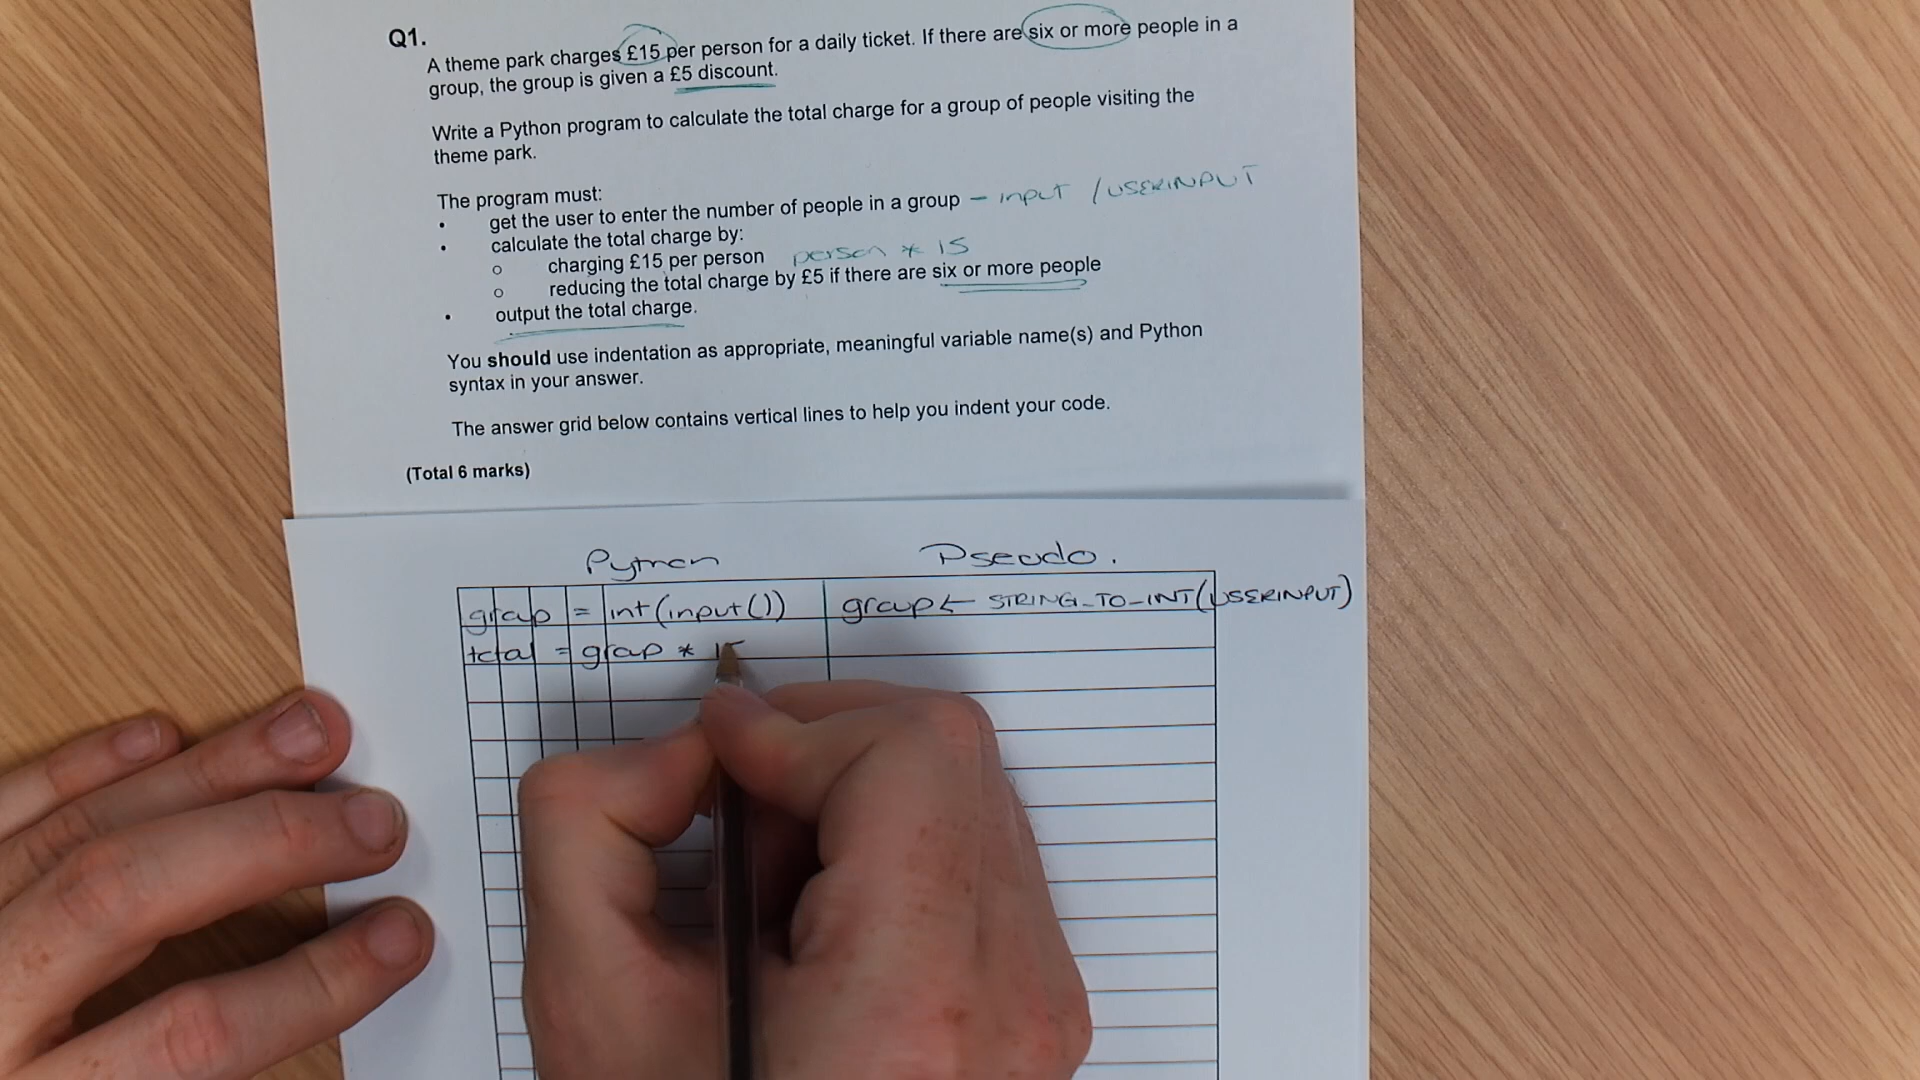 Q1.
A theme park charges £15 per person for a daily ticket. If there are six or more people in a
group, the group is given a £5 discount.
Write a Python program to calculate the total charge for a group of people visiting the
theme park.
The program must:
• get the user to enter the number of people in a group – input / USERINPUT
• calculate the total charge by:
o charging £15 per person person * 15
o reducing the total charge by £5 if there are six or more people
• output the total charge.
You should use indentation as appropriate, meaningful variable name(s) and Python
syntax in your answer.
The answer grid below contains vertical lines to help you indent your code.
(Total 6 marks)
Python Pseudo.
group = int(input()) group ← STRING_TO_INT(USERINPUT)
total = group * 15